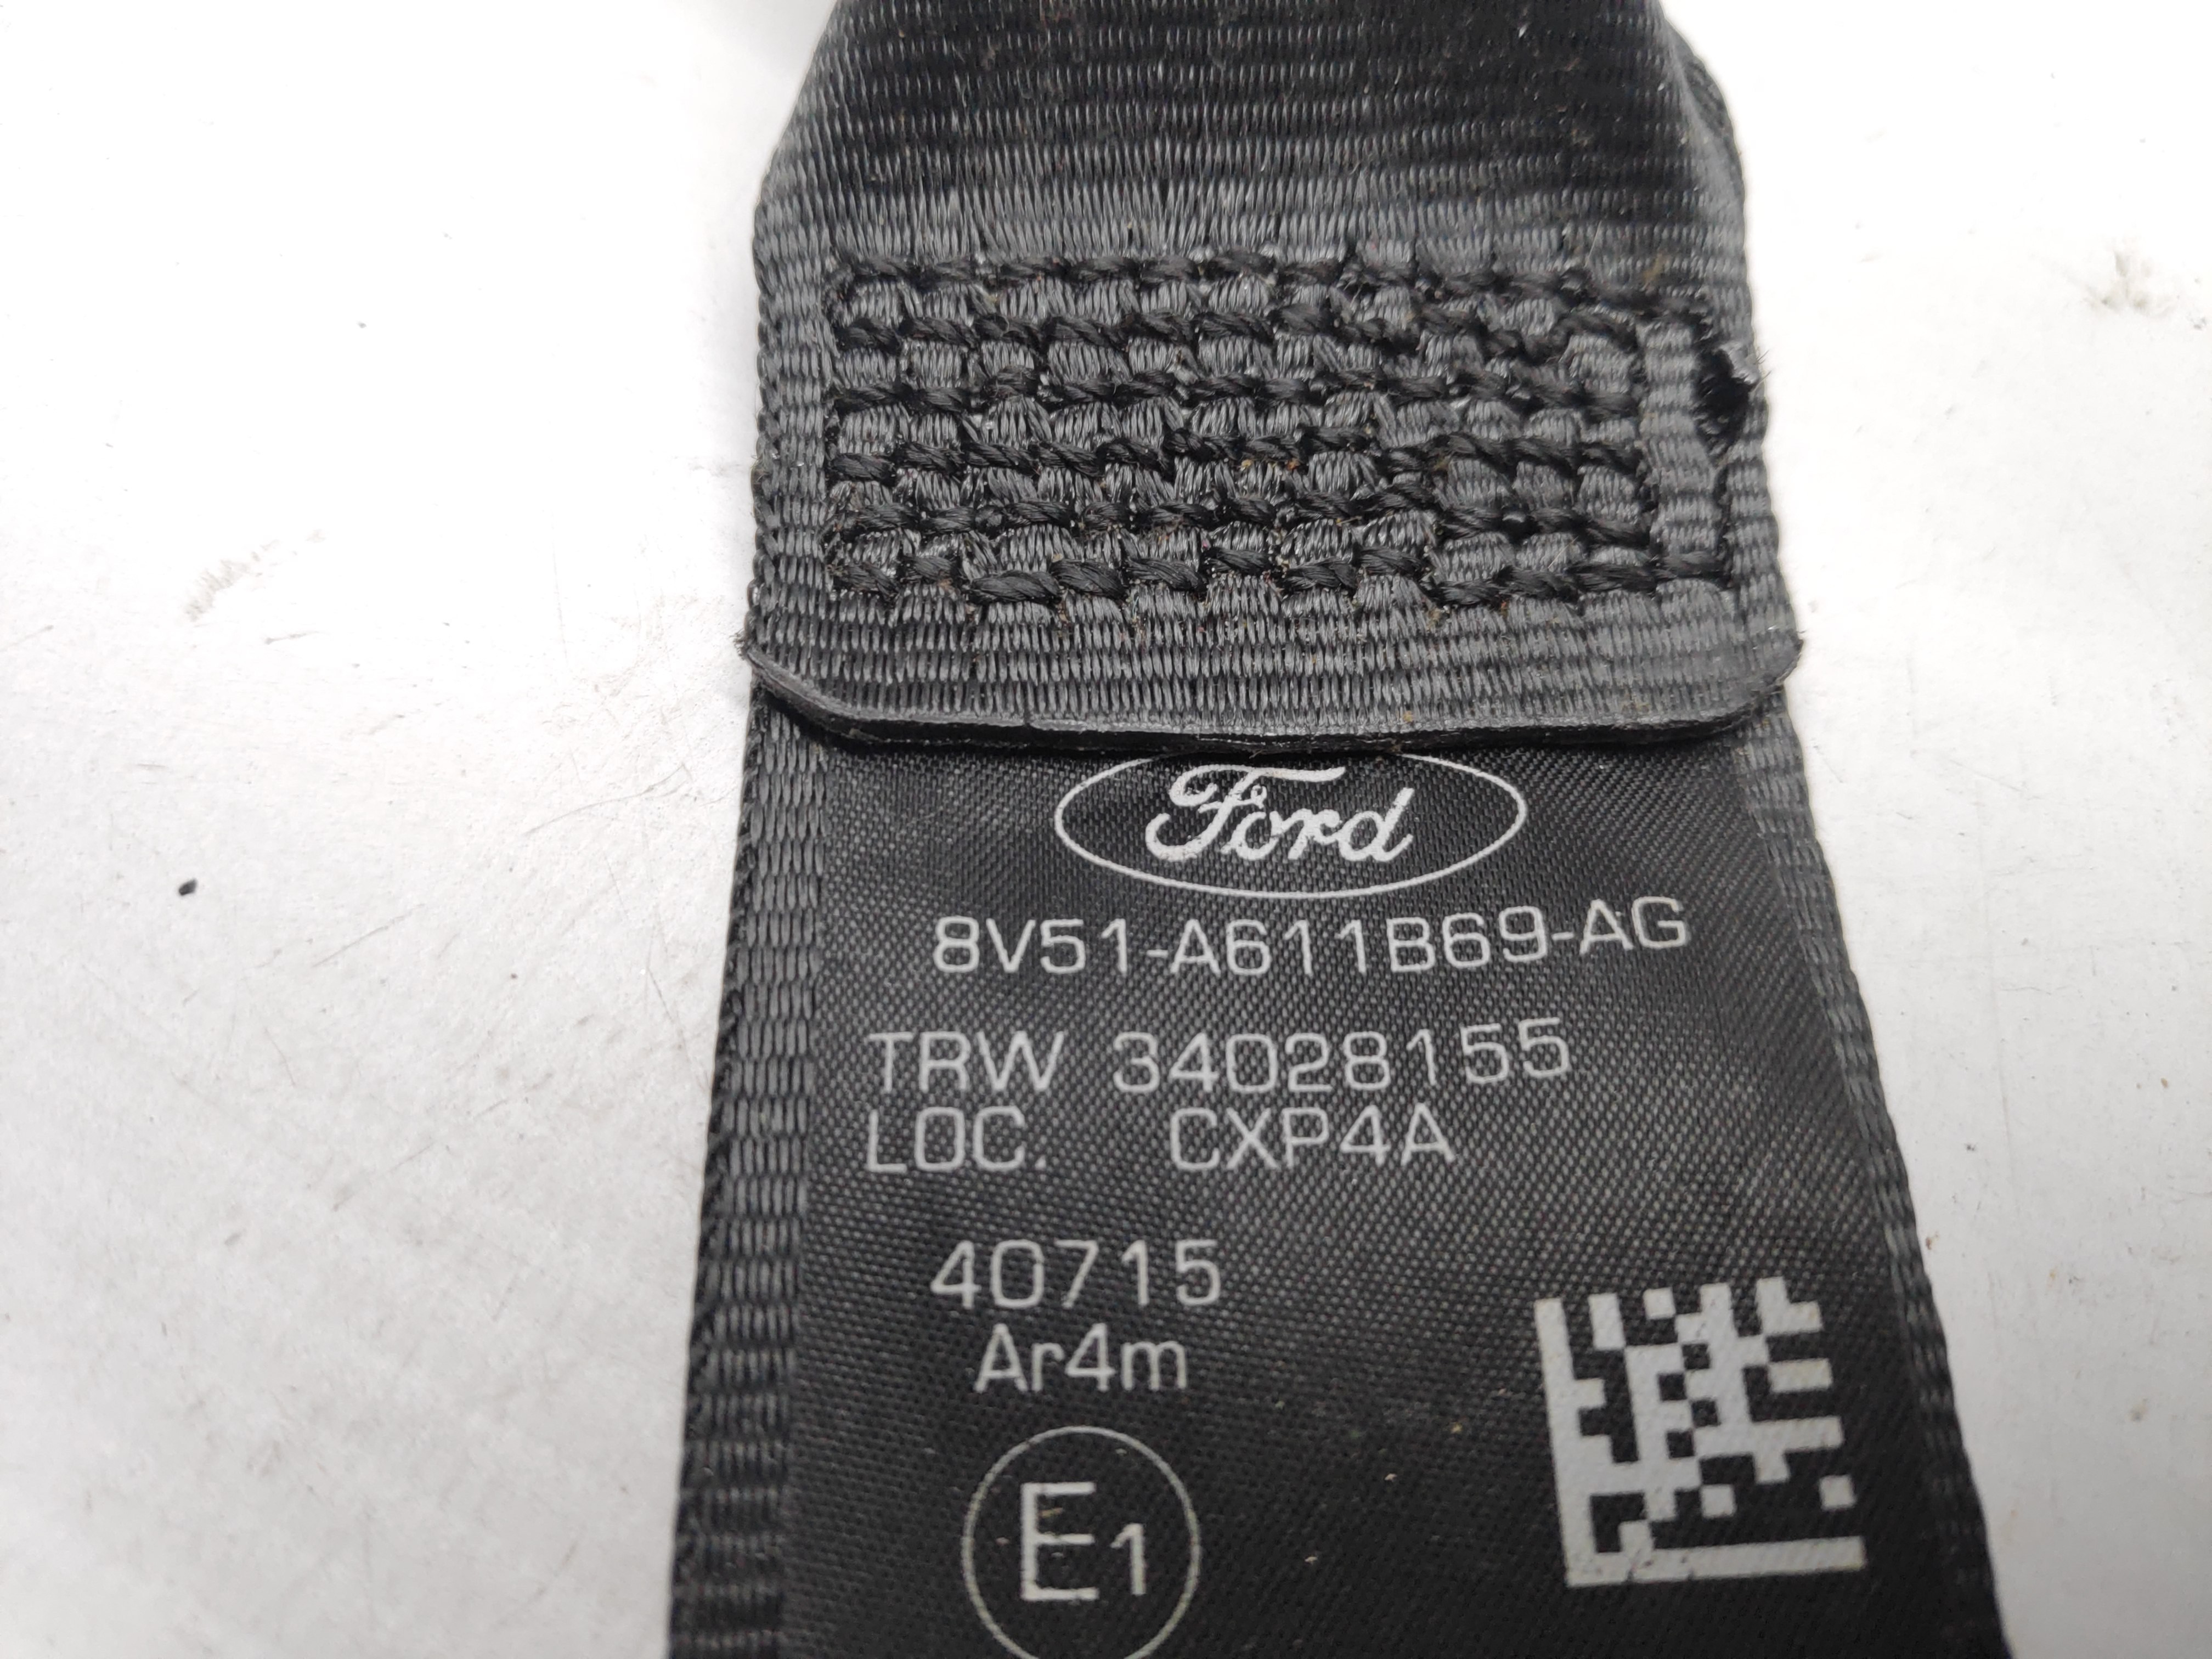 Ford
8V51-A611B69-AG
TRW 34028155
LOC. CXP4A
40715
Ar4m
E1